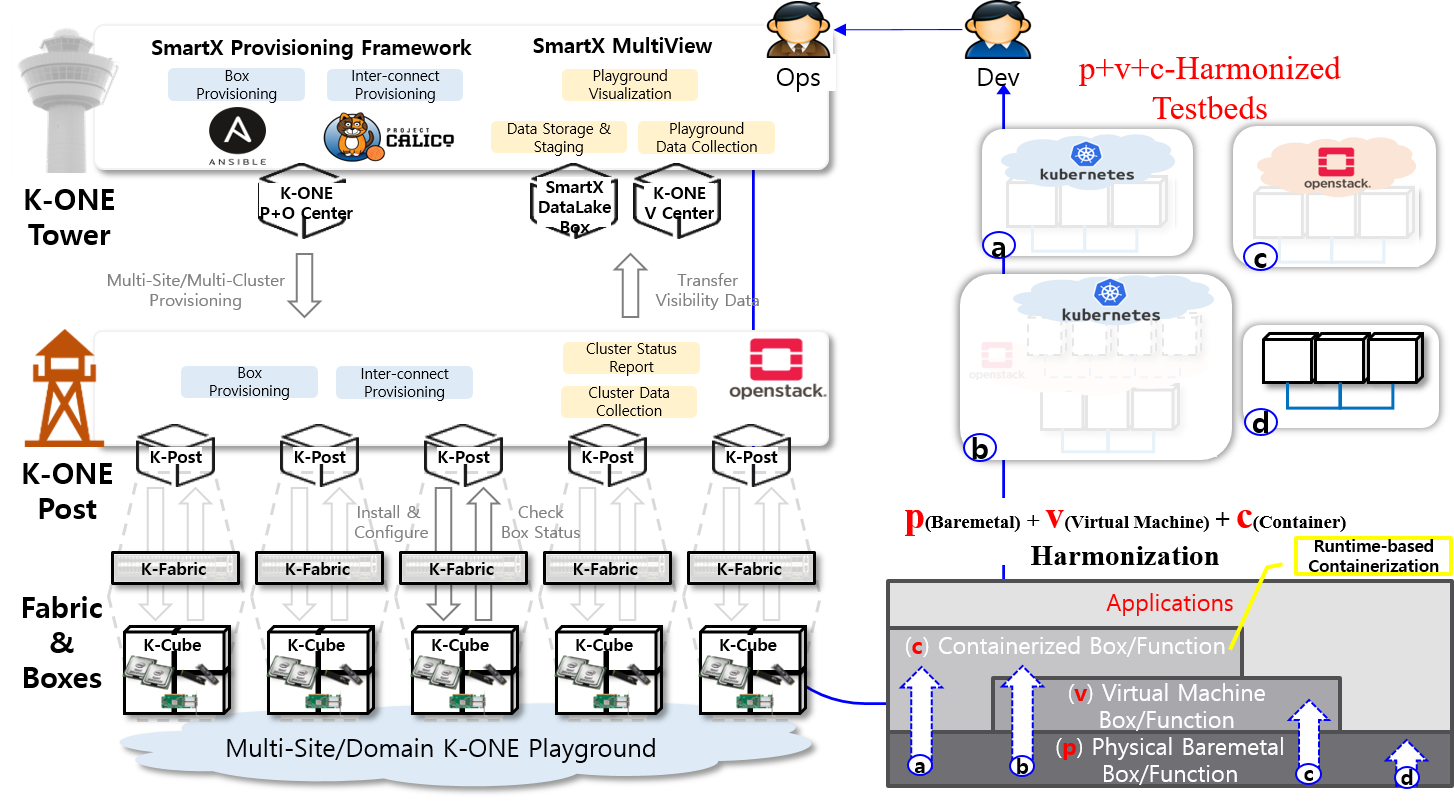 SmartX Provisioning Framework
SmartX MultiView
Box
Provisioning
Inter-connect
Provisioning
ANSIBLE
PROJECT
CALICO
Playground
Visualization
Data Storage &
Staging
Playground
Data Collection
Ops
Dev
K-ONE
Tower
K-ONE
P+O Center
SmartX
DataLake
Box
K-ONE
V Center
Multi-Site/Multi-Cluster
Provisioning
Transfer
Visibility Data
Box
Provisioning
Inter-connect
Provisioning
Cluster Status
Report
Cluster Data
Collection
openstack.
K-ONE
Post
K-Post
K-Post
K-Post
K-Post
K-Post
Install &
Configure
Check
Box Status
K-Fabric
K-Fabric
K-Fabric
K-Fabric
K-Fabric
Fabric
&
Boxes
K-Cube
K-Cube
K-Cube
K-Cube
K-Cube
Multi-Site/Domain K-ONE Playground
p+v+c-Harmonized
Testbeds
kubernetes
a
openstack.
c
kubernetes
openstack.
b
d
p(Baremetal) + v(Virtual Machine) + c(Container)
Harmonization
Runtime-based
Containerization
Applications
(c) Containerized Box/Function
(v) Virtual Machine
Box/Function
(p) Physical Baremetal
Box/Function
a
b
c
d